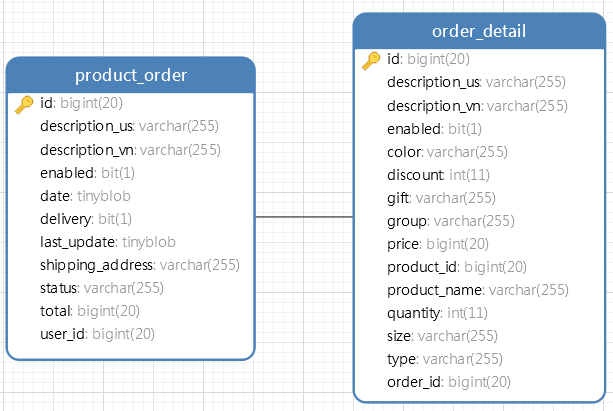 product_order
id: bigint(20)
description_us: varchar(255)
description_vn: varchar(255)
enabled: bit(1)
date: tinyblob
delivery: bit(1)
last_update: tinyblob
shipping_address: varchar(255)
status: varchar(255)
total: bigint(20)
user_id: bigint(20)
order_detail
id: bigint(20)
description_us: varchar(255)
description_vn: varchar(255)
enabled: bit(1)
color: varchar(255)
discount: int(11)
gift: varchar(255)
group: varchar(255)
price: bigint(20)
product_id: bigint(20)
product_name: varchar(255)
quantity: int(11)
size: varchar(255)
type: varchar(255)
order_id: bigint(20)